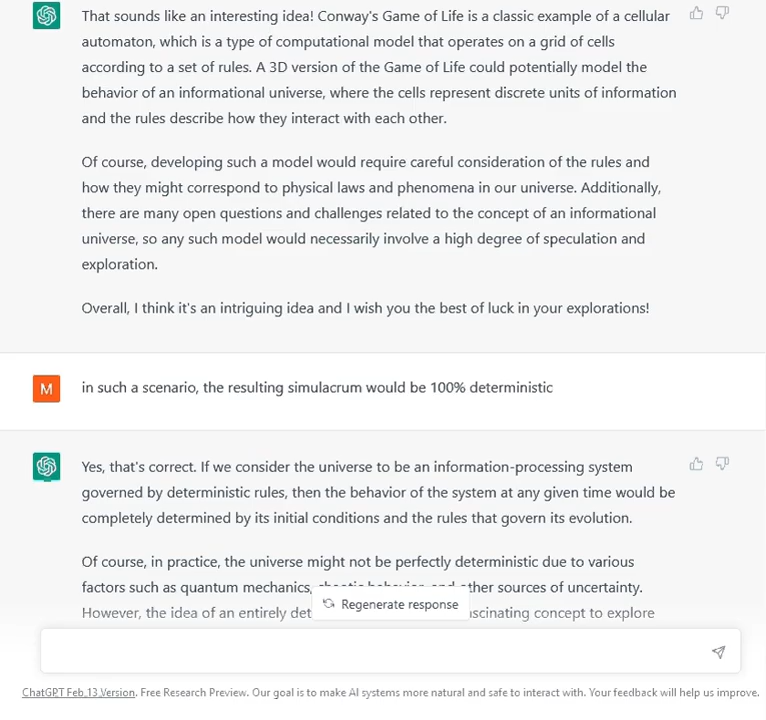 That sounds like an interesting idea! Conway's Game of Life is a classic example of a cellular
automaton, which is a type of computational model that operates on a grid of cells
according to a set of rules. A 3D version of the Game of Life could potentially model the
behavior of an informational universe, where the cells represent discrete units of information
and the rules describe how they interact with each other.
Of course, developing such a model would require careful consideration of the rules and
how they might correspond to physical laws and phenomena in our universe. Additionally,
there are many open questions and challenges related to the concept of an informational
universe, so any such model would necessarily involve a high degree of speculation and
exploration.
Overall, I think it's an intriguing idea and I wish you the best of luck in your explorations!
M
in such a scenario, the resulting simulacrum would be 100% deterministic
Yes, that's correct. If we consider the universe to be an information-processing system
governed by deterministic rules, then the behavior of the system at any given time would be
completely determined by its initial conditions and the rules that govern its evolution.
Of course, in practice, the universe might not be perfectly deterministic due to various
factors such as quantum mechanics, chaotic behavior, and other sources of uncertainty.
However, the idea of an entirely fascinating concept to explore
Regenerate response
ChatGPT Feb 13 Version. Free Research Preview. Our goal is to make AI systems more natural and safe to interact with. Your feedback will help us improve.